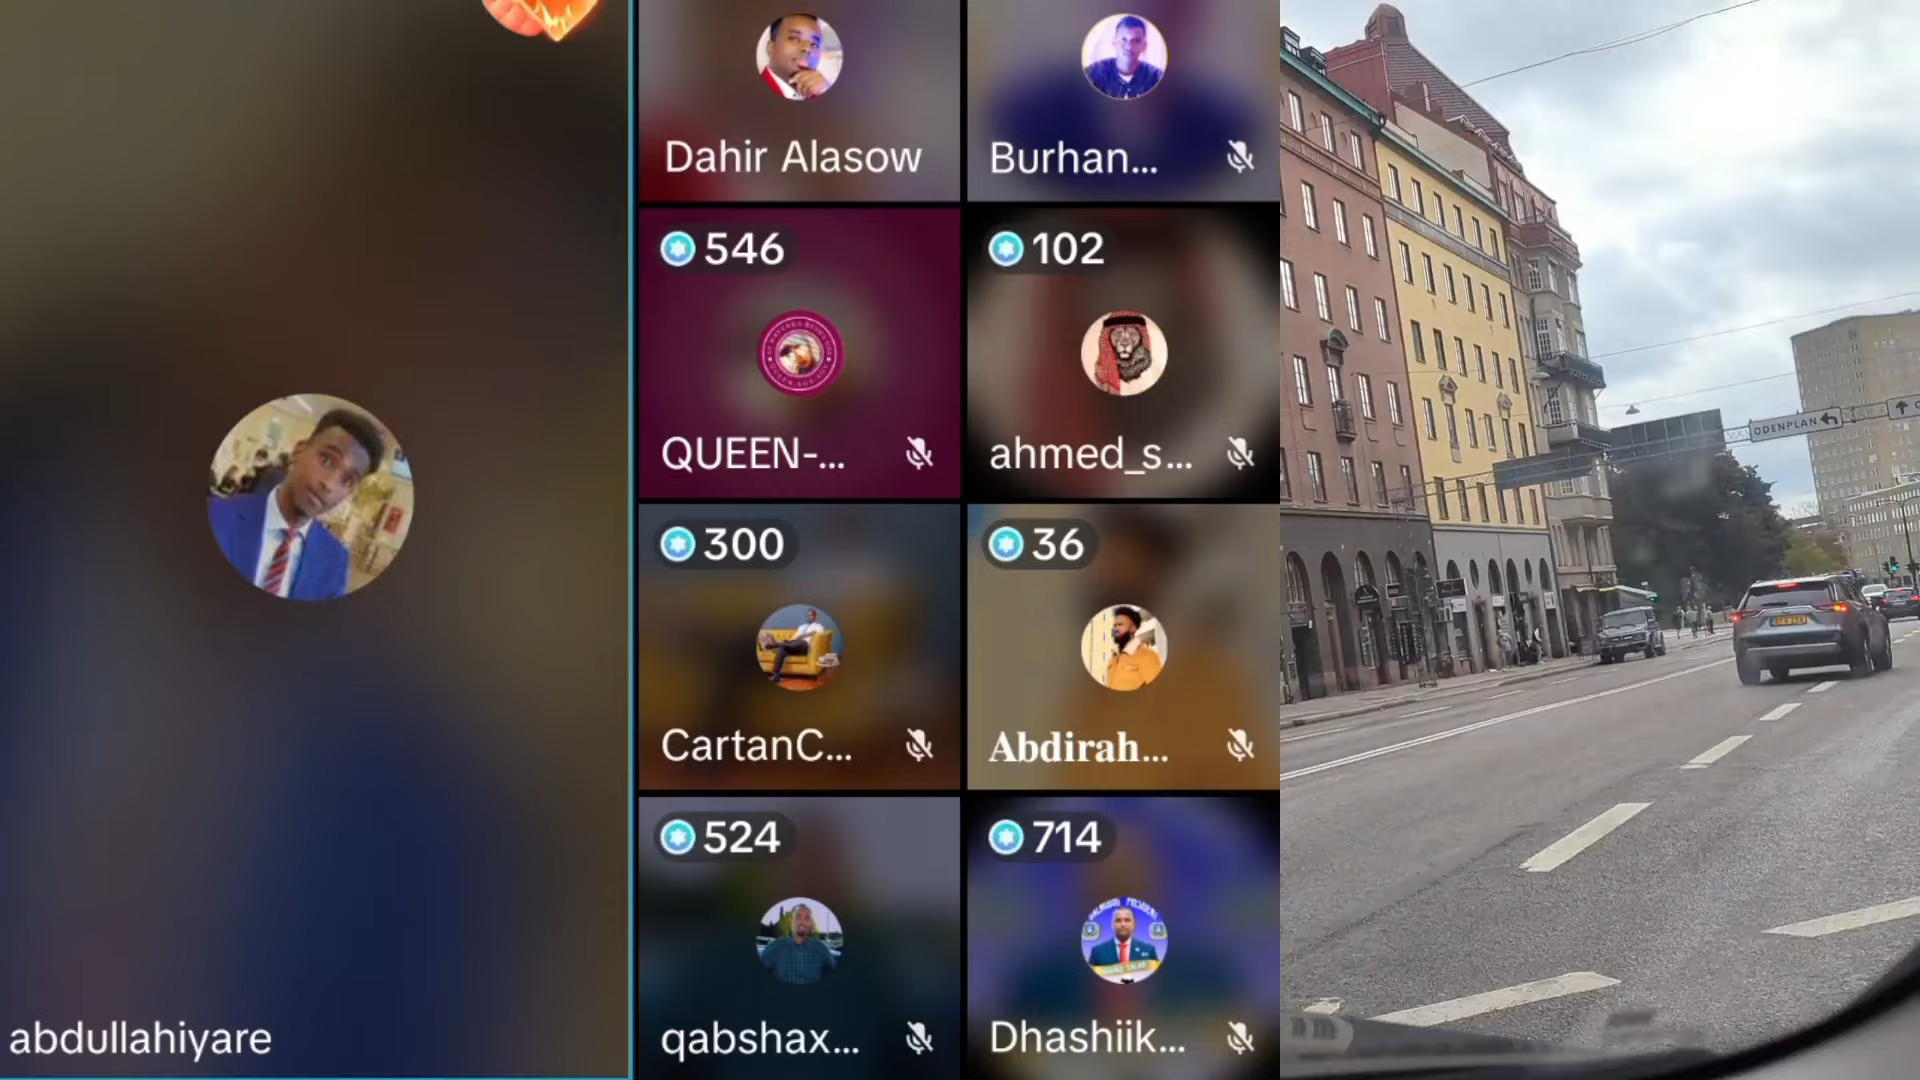 abdullahiyare
Dahir Alasow
Burhan...
546
QUEEN-...
102
ahmed_s...
300
CartanC...
36
Abdirah...
524
qabshax...
714
Dhashiik...
ODENPLAN